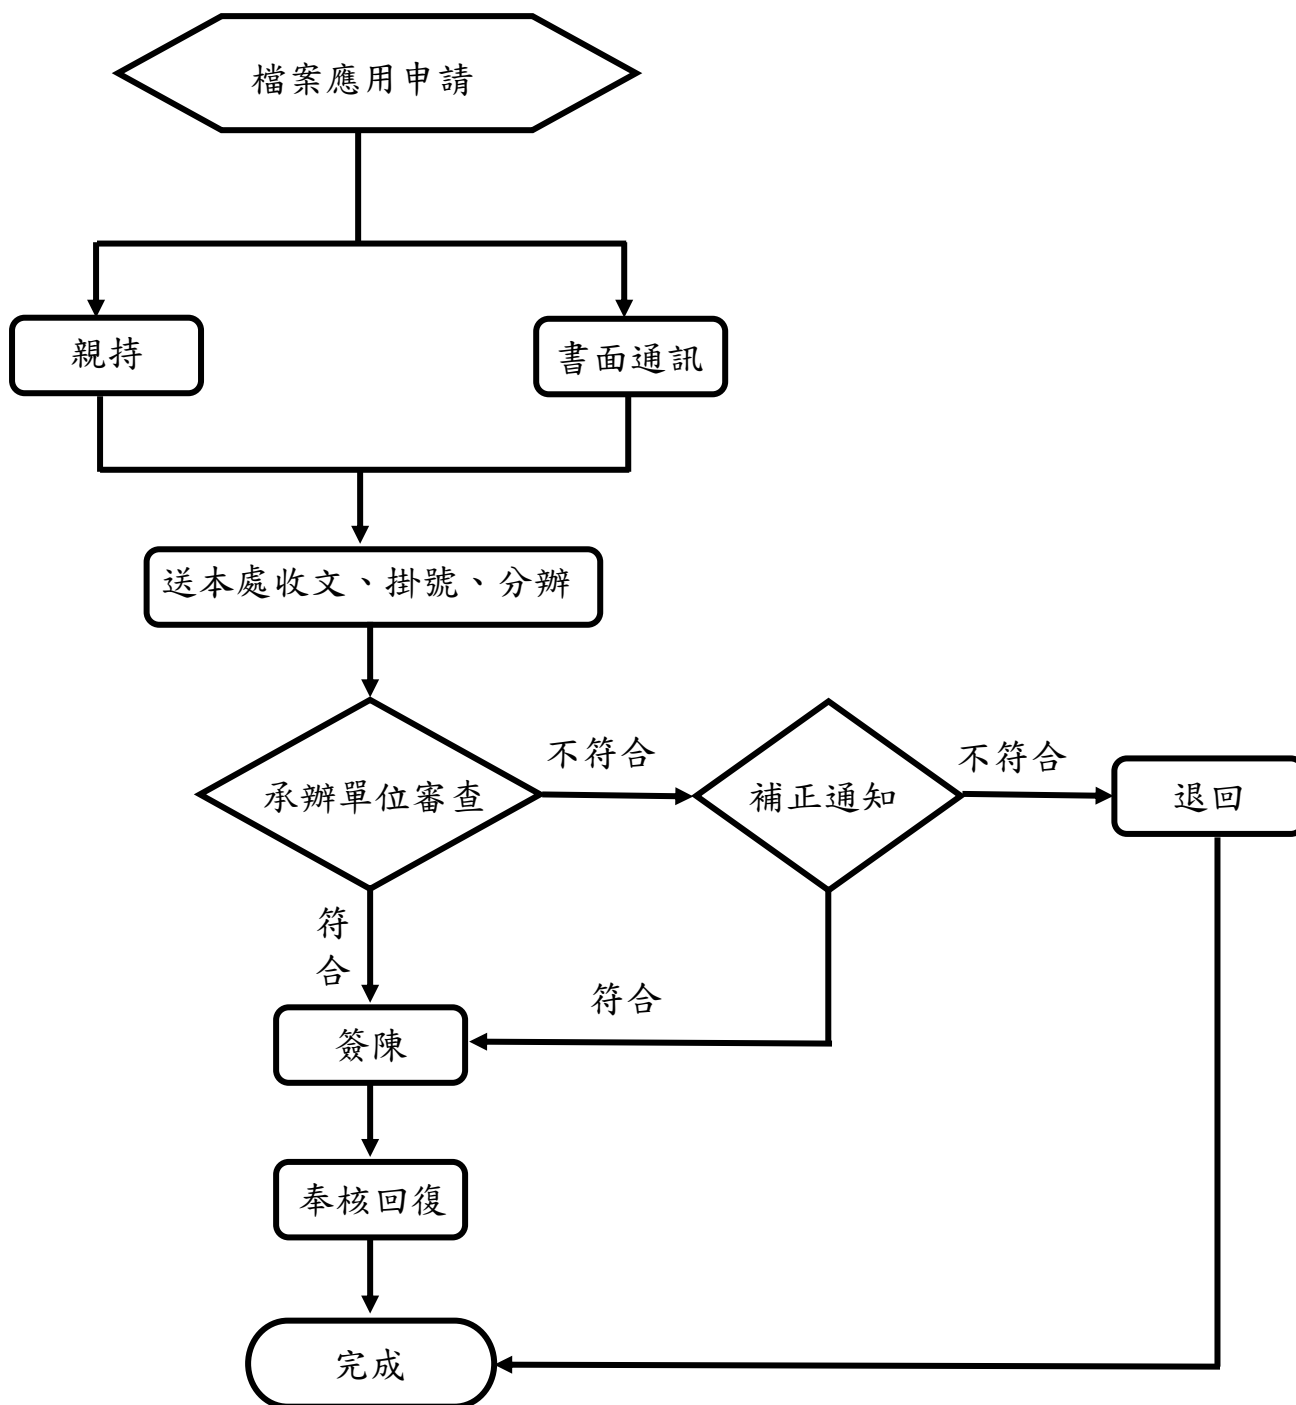 檔案應用申請
親持
書面通訊
送本處收文、掛號、分辦
承辦單位審查
不符合
補正通知
不符合
退回
符
合
符合
簽陳
奉核回復
完成